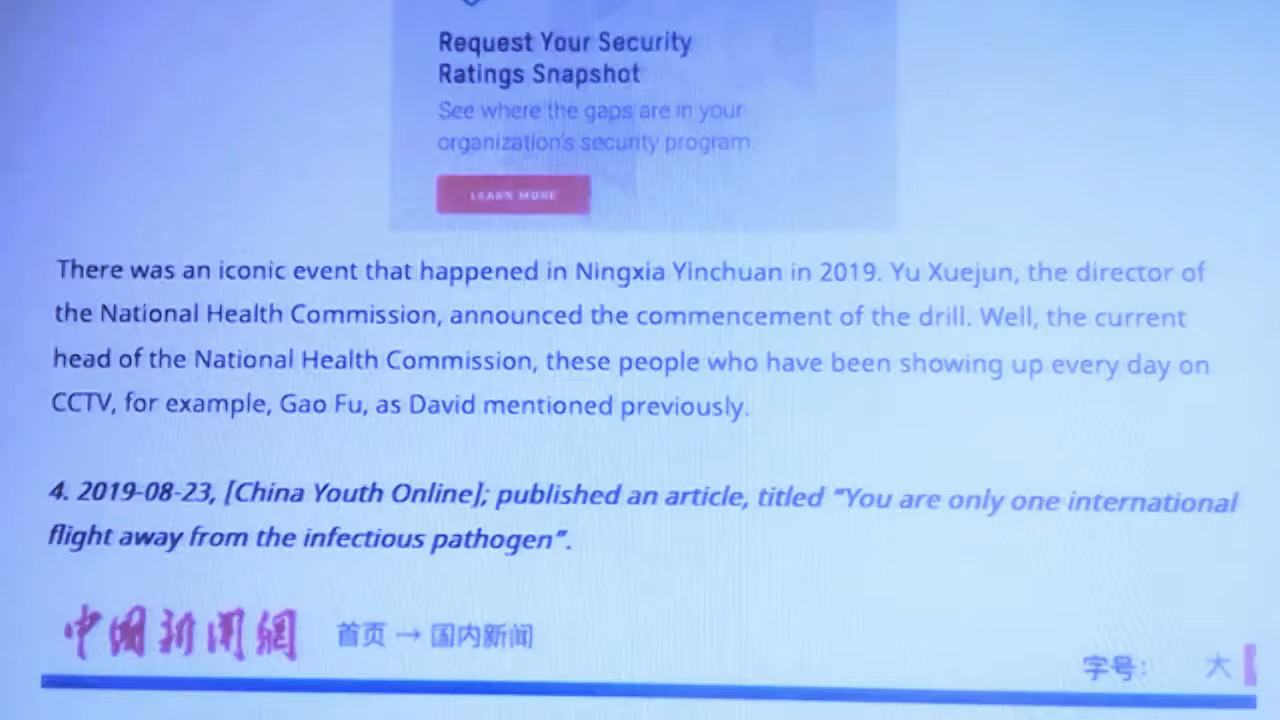 Request Your Security
Ratings Snapshot
See where the gaps are in your
organization's security program.
LEARN MORE
There was an iconic event that happened in Ningxia Yinchuan in 2019. Yu Xuejun, the director of
the National Health Commission, announced the commencement of the drill. Well, the current
head of the National Health Commission, these people who have been showing up every day on
CCTV, for example, Gao Fu, as David mentioned previously.
4. 2019-08-23, [China Youth Online]; published an article, titled "You are only one international
flight away from the infectious pathogen".
中國新聞網 首页 → 国内新闻
字号: 大